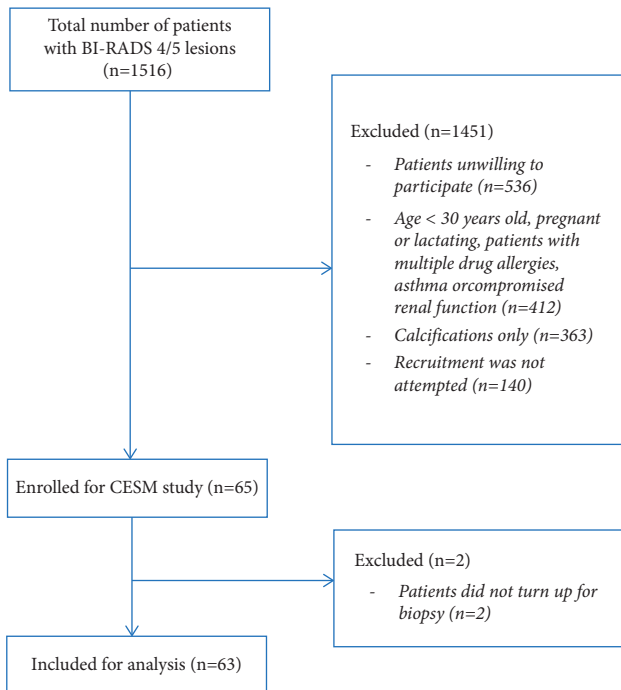 Total number of patients
with BI-RADS 4/5 lesions
(n=1516)
Excluded (n=1451)
- Patients unwilling to
participate (n=536)
- Age < 30 years old, pregnant
or lactating, patients with
multiple drug allergies,
asthma orcompromised
renal function (n=412)
- Calcifications only (n=363)
- Recruitment was not
attempted (n=140)
Enrolled for CESM study (n=65)
Excluded (n=2)
- Patients did not turn up for
biopsy (n=2)
Included for analysis (n=63)